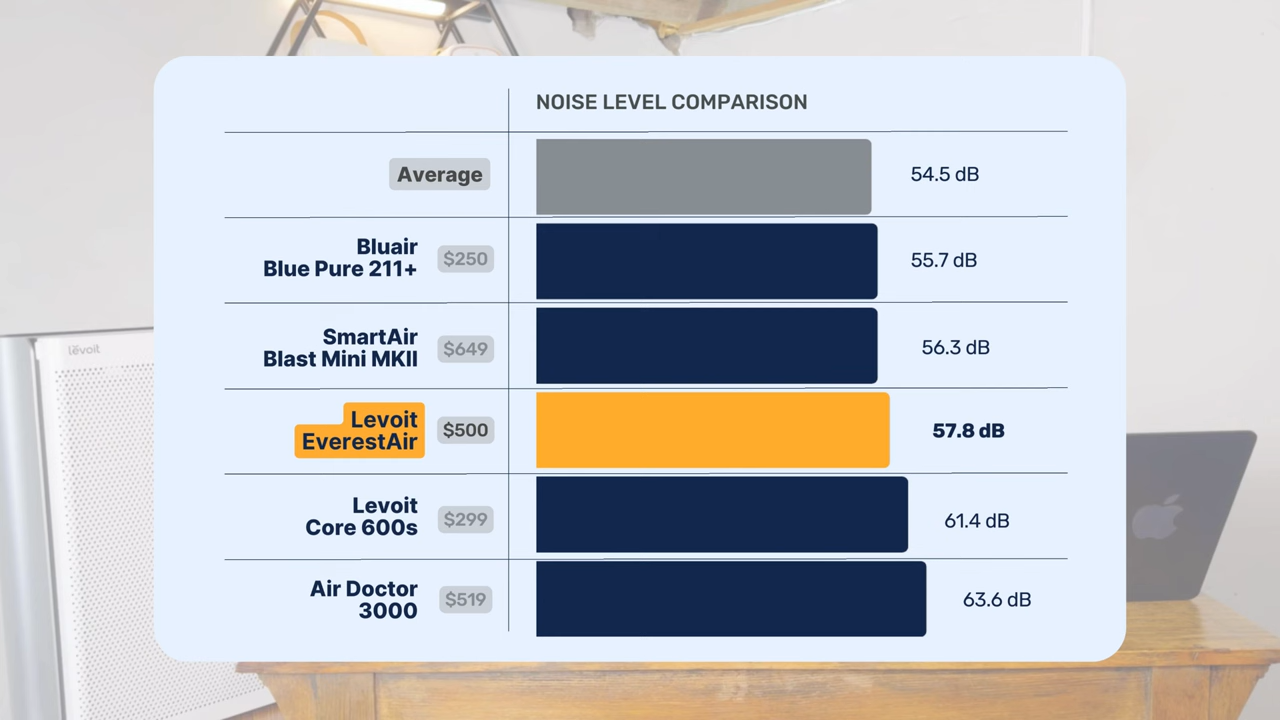 NOISE LEVEL COMPARISON
Average
54.5 dB
Bluair
Blue Pure 211+
$250
55.7 dB
SmartAir
Blast Mini MKII
$649
56.3 dB
Levoit
EverestAir
$500
57.8 dB
Levoit
Core 600s
$299
61.4 dB
Air Doctor
3000
$519
63.6 dB
levoit